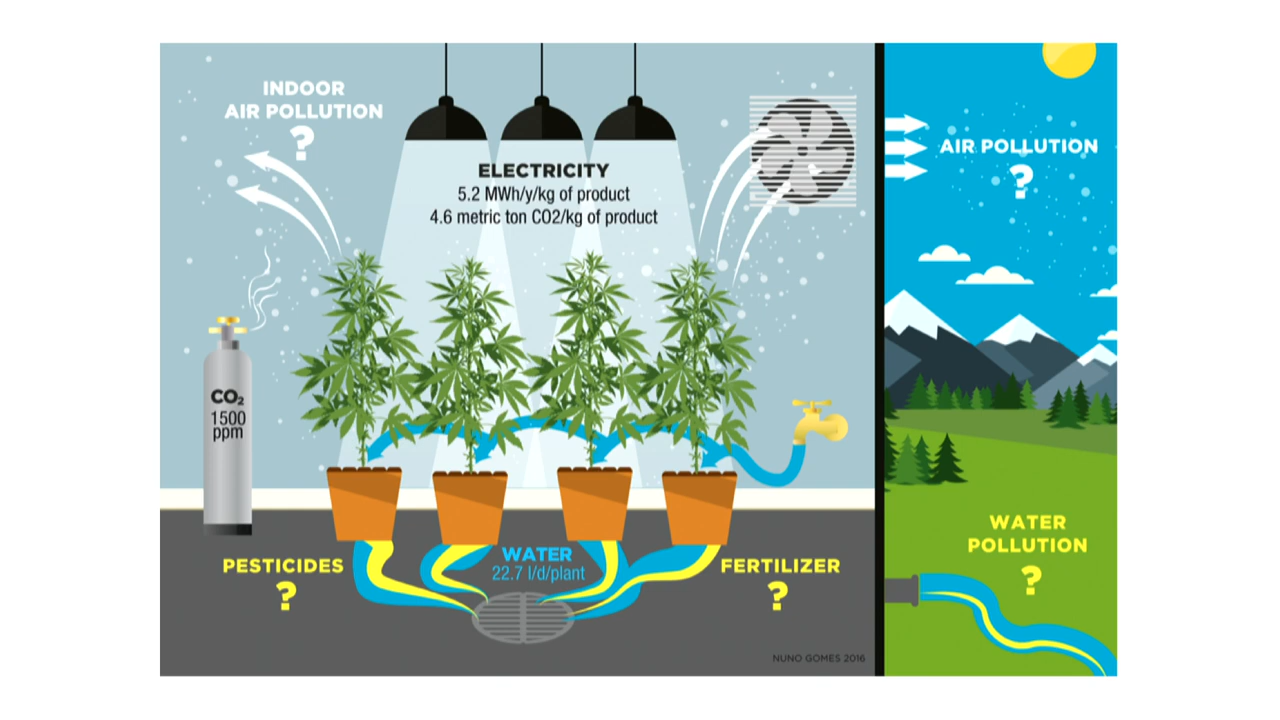 INDOOR
AIR POLLUTION
?
ELECTRICITY
5.2 MWh/y/kg of product
4.6 metric ton CO2/kg of product
AIR POLLUTION
?
CO₂
1500
ppm
WATER
POLLUTION
?
PESTICIDES
?
WATER
22.7 l/d/plant
FERTILIZER
?
NUNO GOMES 2016